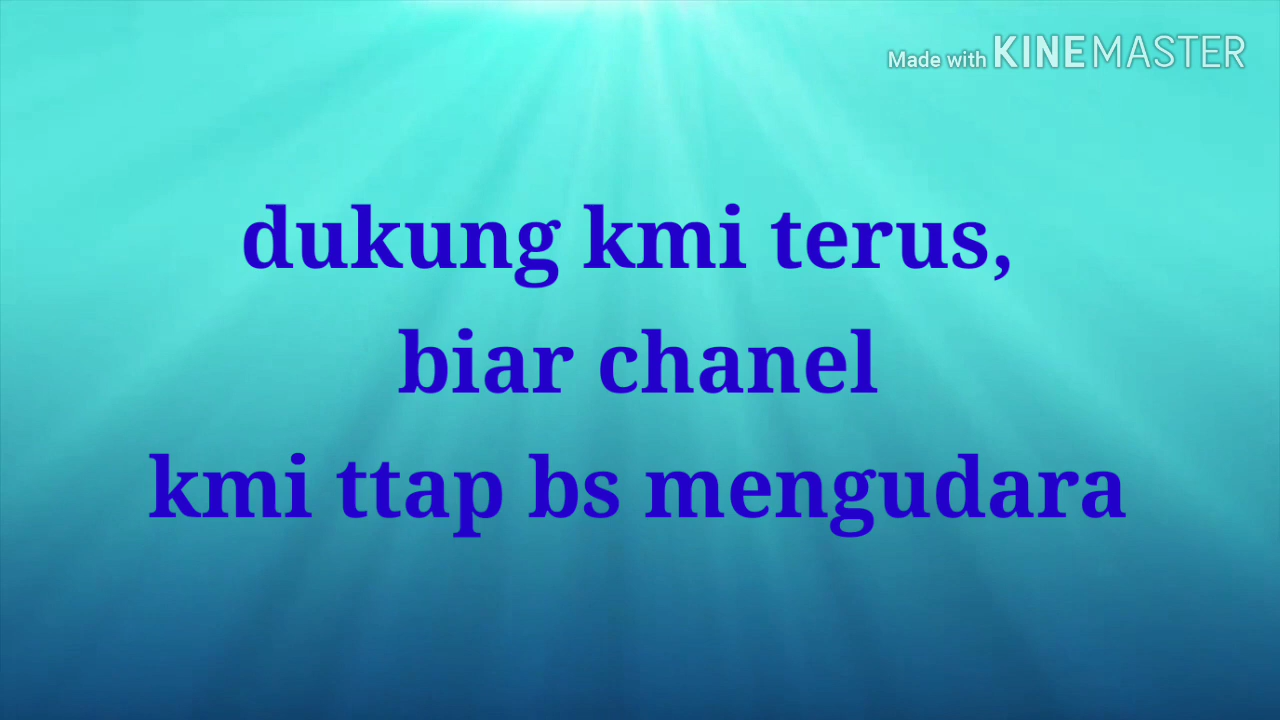 Made with KINEMASTER
dukung kmi terus,
biar chanel
kmi ttap bs mengudara